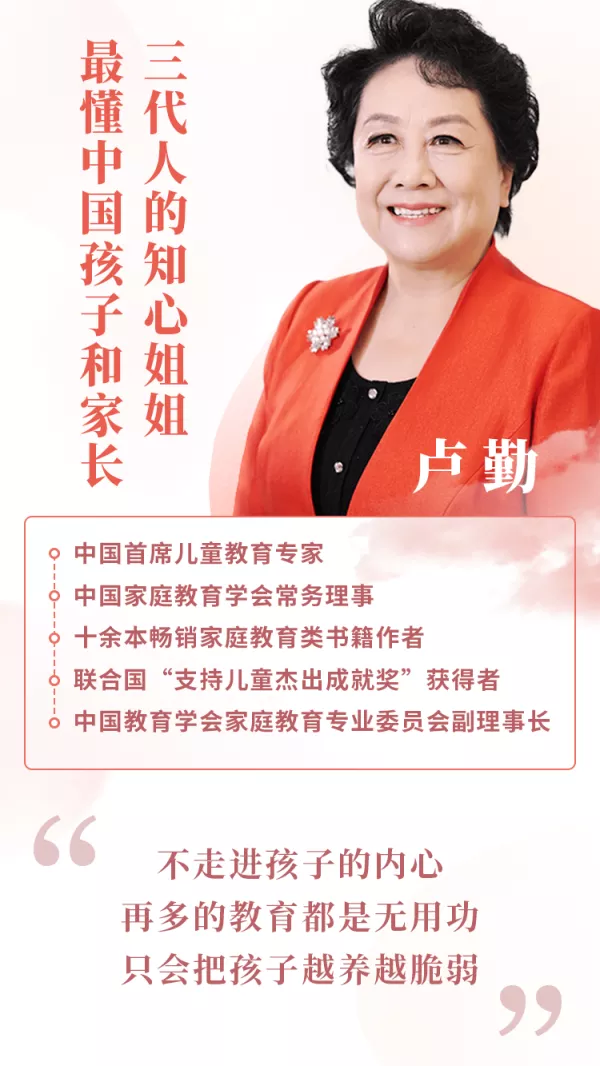 三代人的知心姐姐
最懂中国孩子和家长
卢勤
中国首席儿童教育专家
中国家庭教育学会常务理事
十余本畅销家庭教育类书籍作者
联合国“支持儿童杰出成就奖”获得者
中国教育学会家庭教育专业委员会副理事长
“
不走进孩子的内心
再多的教育都是无用功
只会把孩子越养越脆弱
”